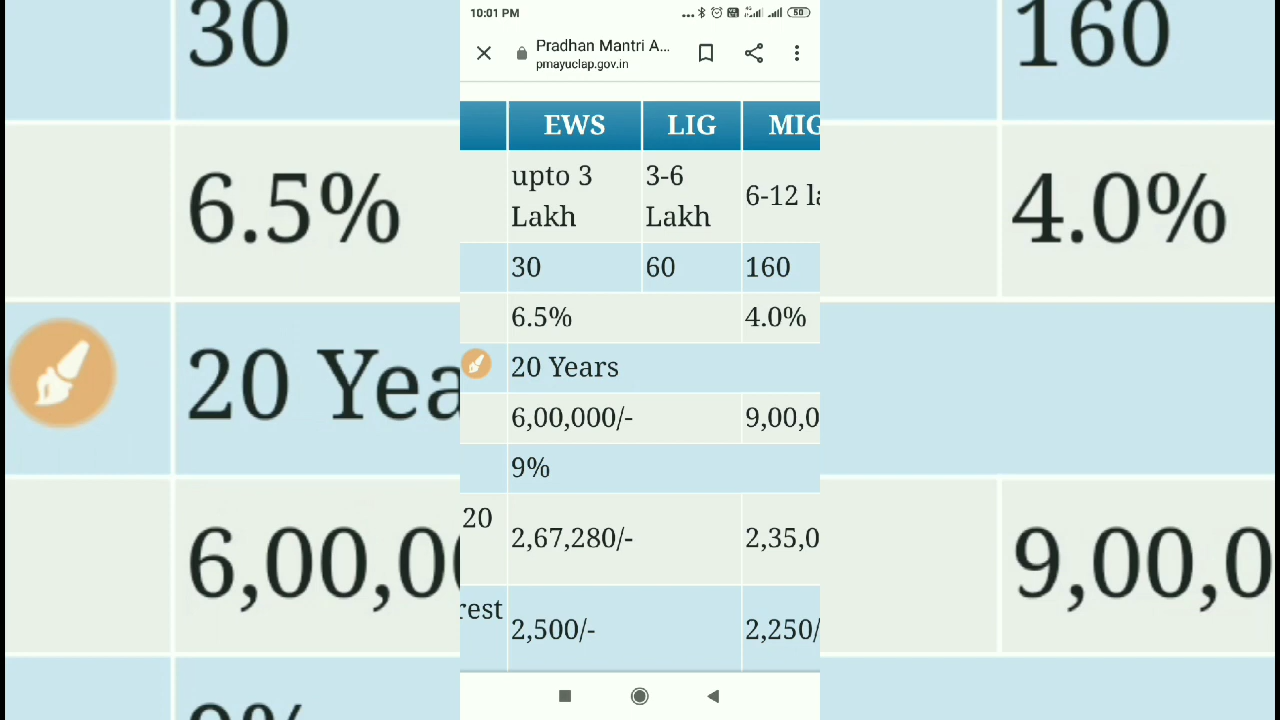 30
160
6.5%
4.0%
20 Yea
6,00,0
9,00,0
10:01 PM
50
Pradhan Mantri A...
pmayuclap.gov.in
EWS LIG MIG
upto 3 Lakh
3-6 Lakh
6-12 la
30 60 160
6.5% 4.0%
20 Years
6,00,000/- 9,00,0
9%
20
2,67,280/- 2,35,0
rest
2,500/- 2,250/